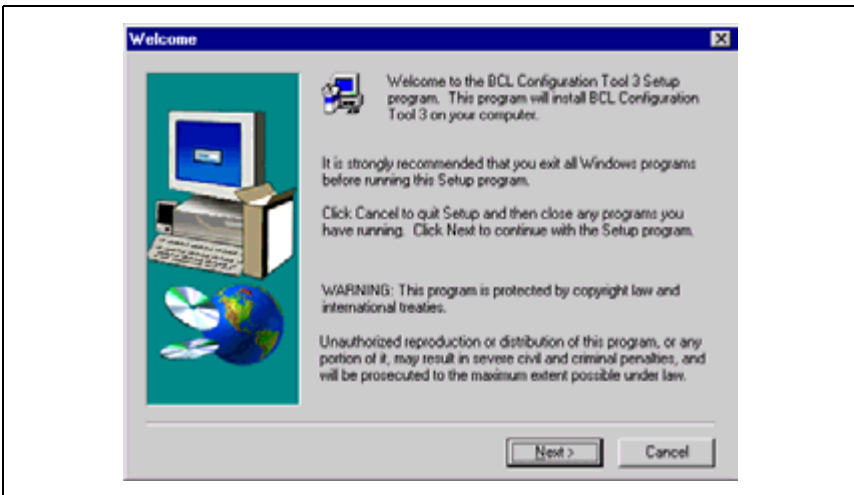 Welcome
Welcome to the BCL Configuration Tool 3 Setup
program. This program will install BCL Configuration
Tool 3 on your computer.
It is strongly recommended that you exit all Windows programs
before running this Setup program.
Click Cancel to quit Setup and then close any programs you
have running. Click Next to continue with the Setup program.
WARNING: This program is protected by copyright law and
international treaties.
Unauthorized reproduction or distribution of this program, or any
portion of it, may result in severe civil and criminal penalties, and
will be prosecuted to the maximum extent possible under law.
Next >
Cancel